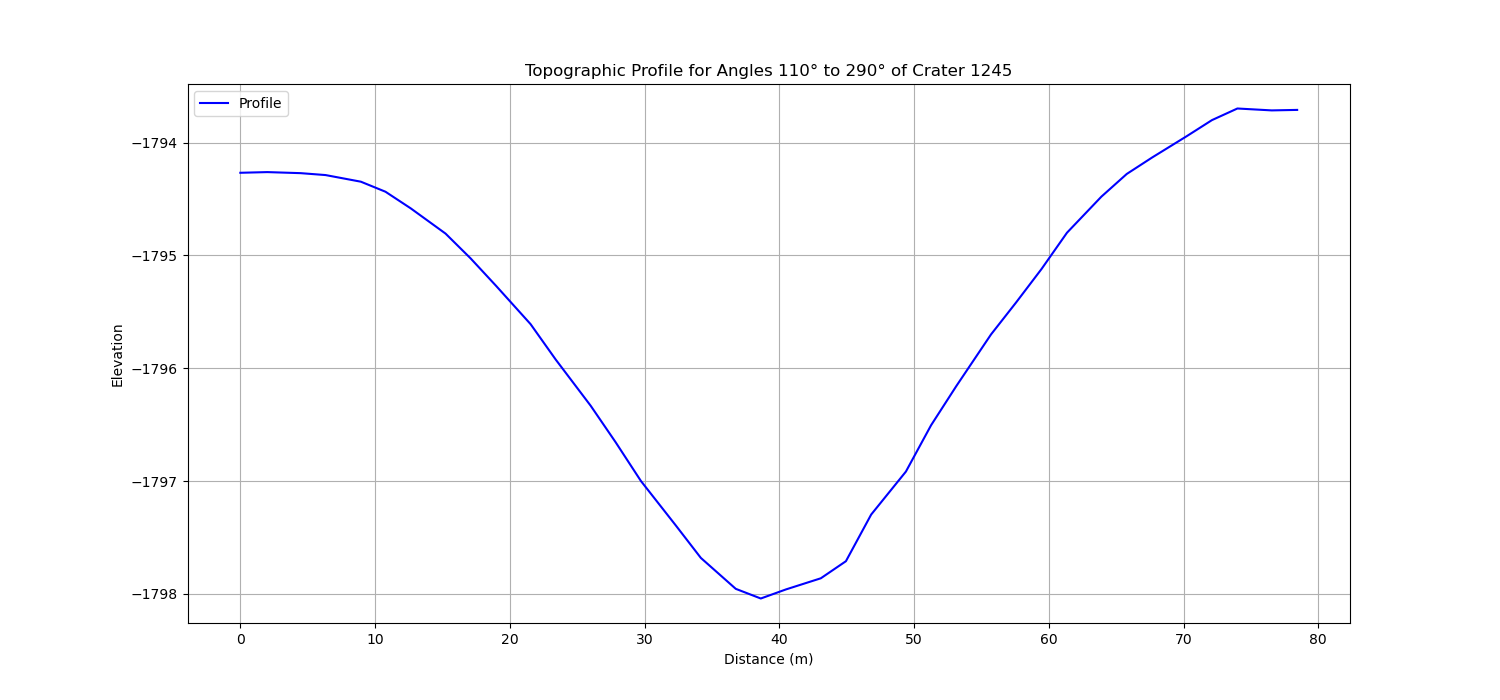 Topographic Profile for Angles 110° to 290° of Crater 1245
Profile
−1794
−1795
−1796
−1797
−1798
Elevation
0 10 20 30 40 50 60 70 80
Distance (m)